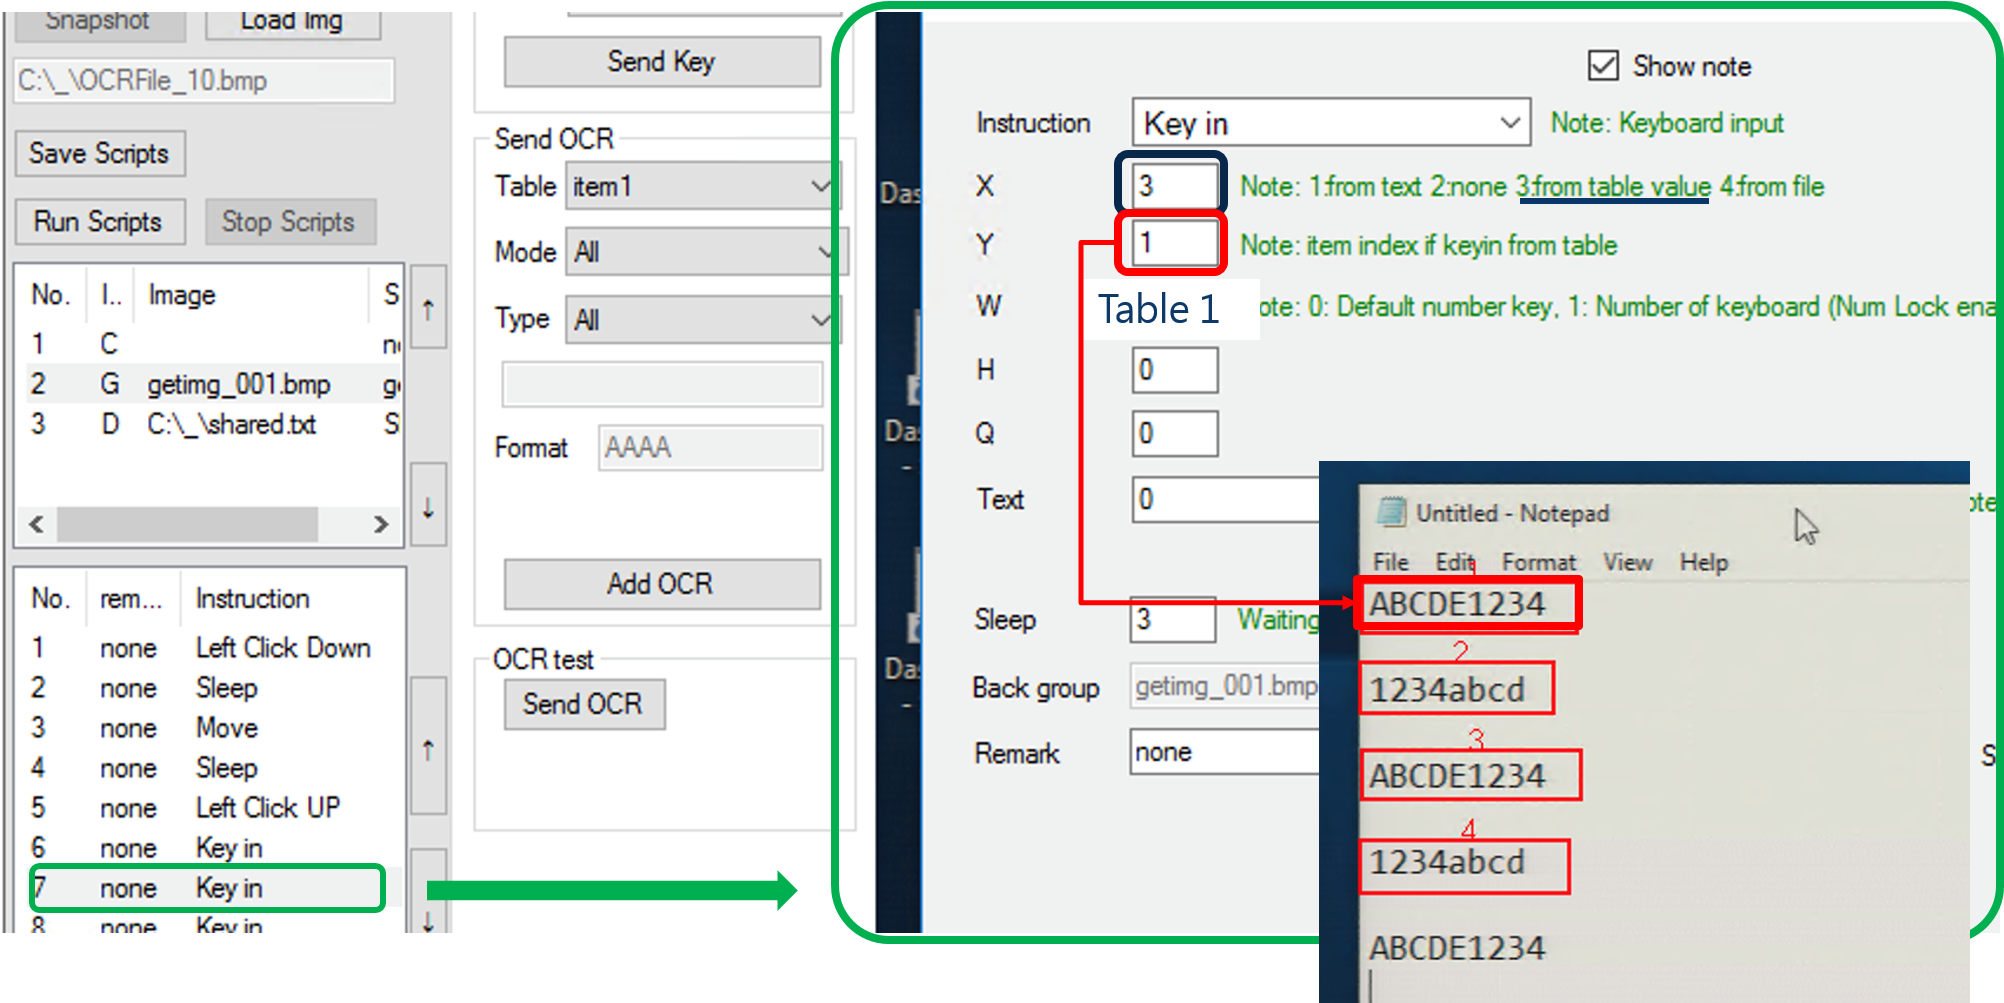 Snapshot
Load Img
C:\_\OCRFile_10.bmp
Save Scripts
Run Scripts
Stop Scripts
No.
I..
Image
S
1
C
2
G
getimg_001.bmp
3
D
C:\_\shared.txt
S
No.
rem...
Instruction
1
none
Left Click Down
2
none
Sleep
3
none
Move
4
none
Sleep
5
none
Left Click UP
6
none
Key in
7
none
Key in
8
none
Key in
Send Key
Send OCR
Table
item1
Mode
All
Type
All
Format
AAAA
Add OCR
OCR test
Send OCR
Show note
Instruction
Key in
Note: Keyboard input
X
3
Note: 1:from text 2:none 3:from table value 4:from file
Y
1
Note: item index if keyin from table
W
Table 1
ote: 0: Default number key, 1: Number of keyboard (Num Lock ena
H
0
Q
0
Text
0
Sleep
3
Waiting
Back group
getimg_001.bmp
Remark
none
S
Untitled - Notepad
File Edit Format View Help
1
ABCDE1234
2
1234abcd
3
ABCDE1234
4
1234abcd
ABCDE1234